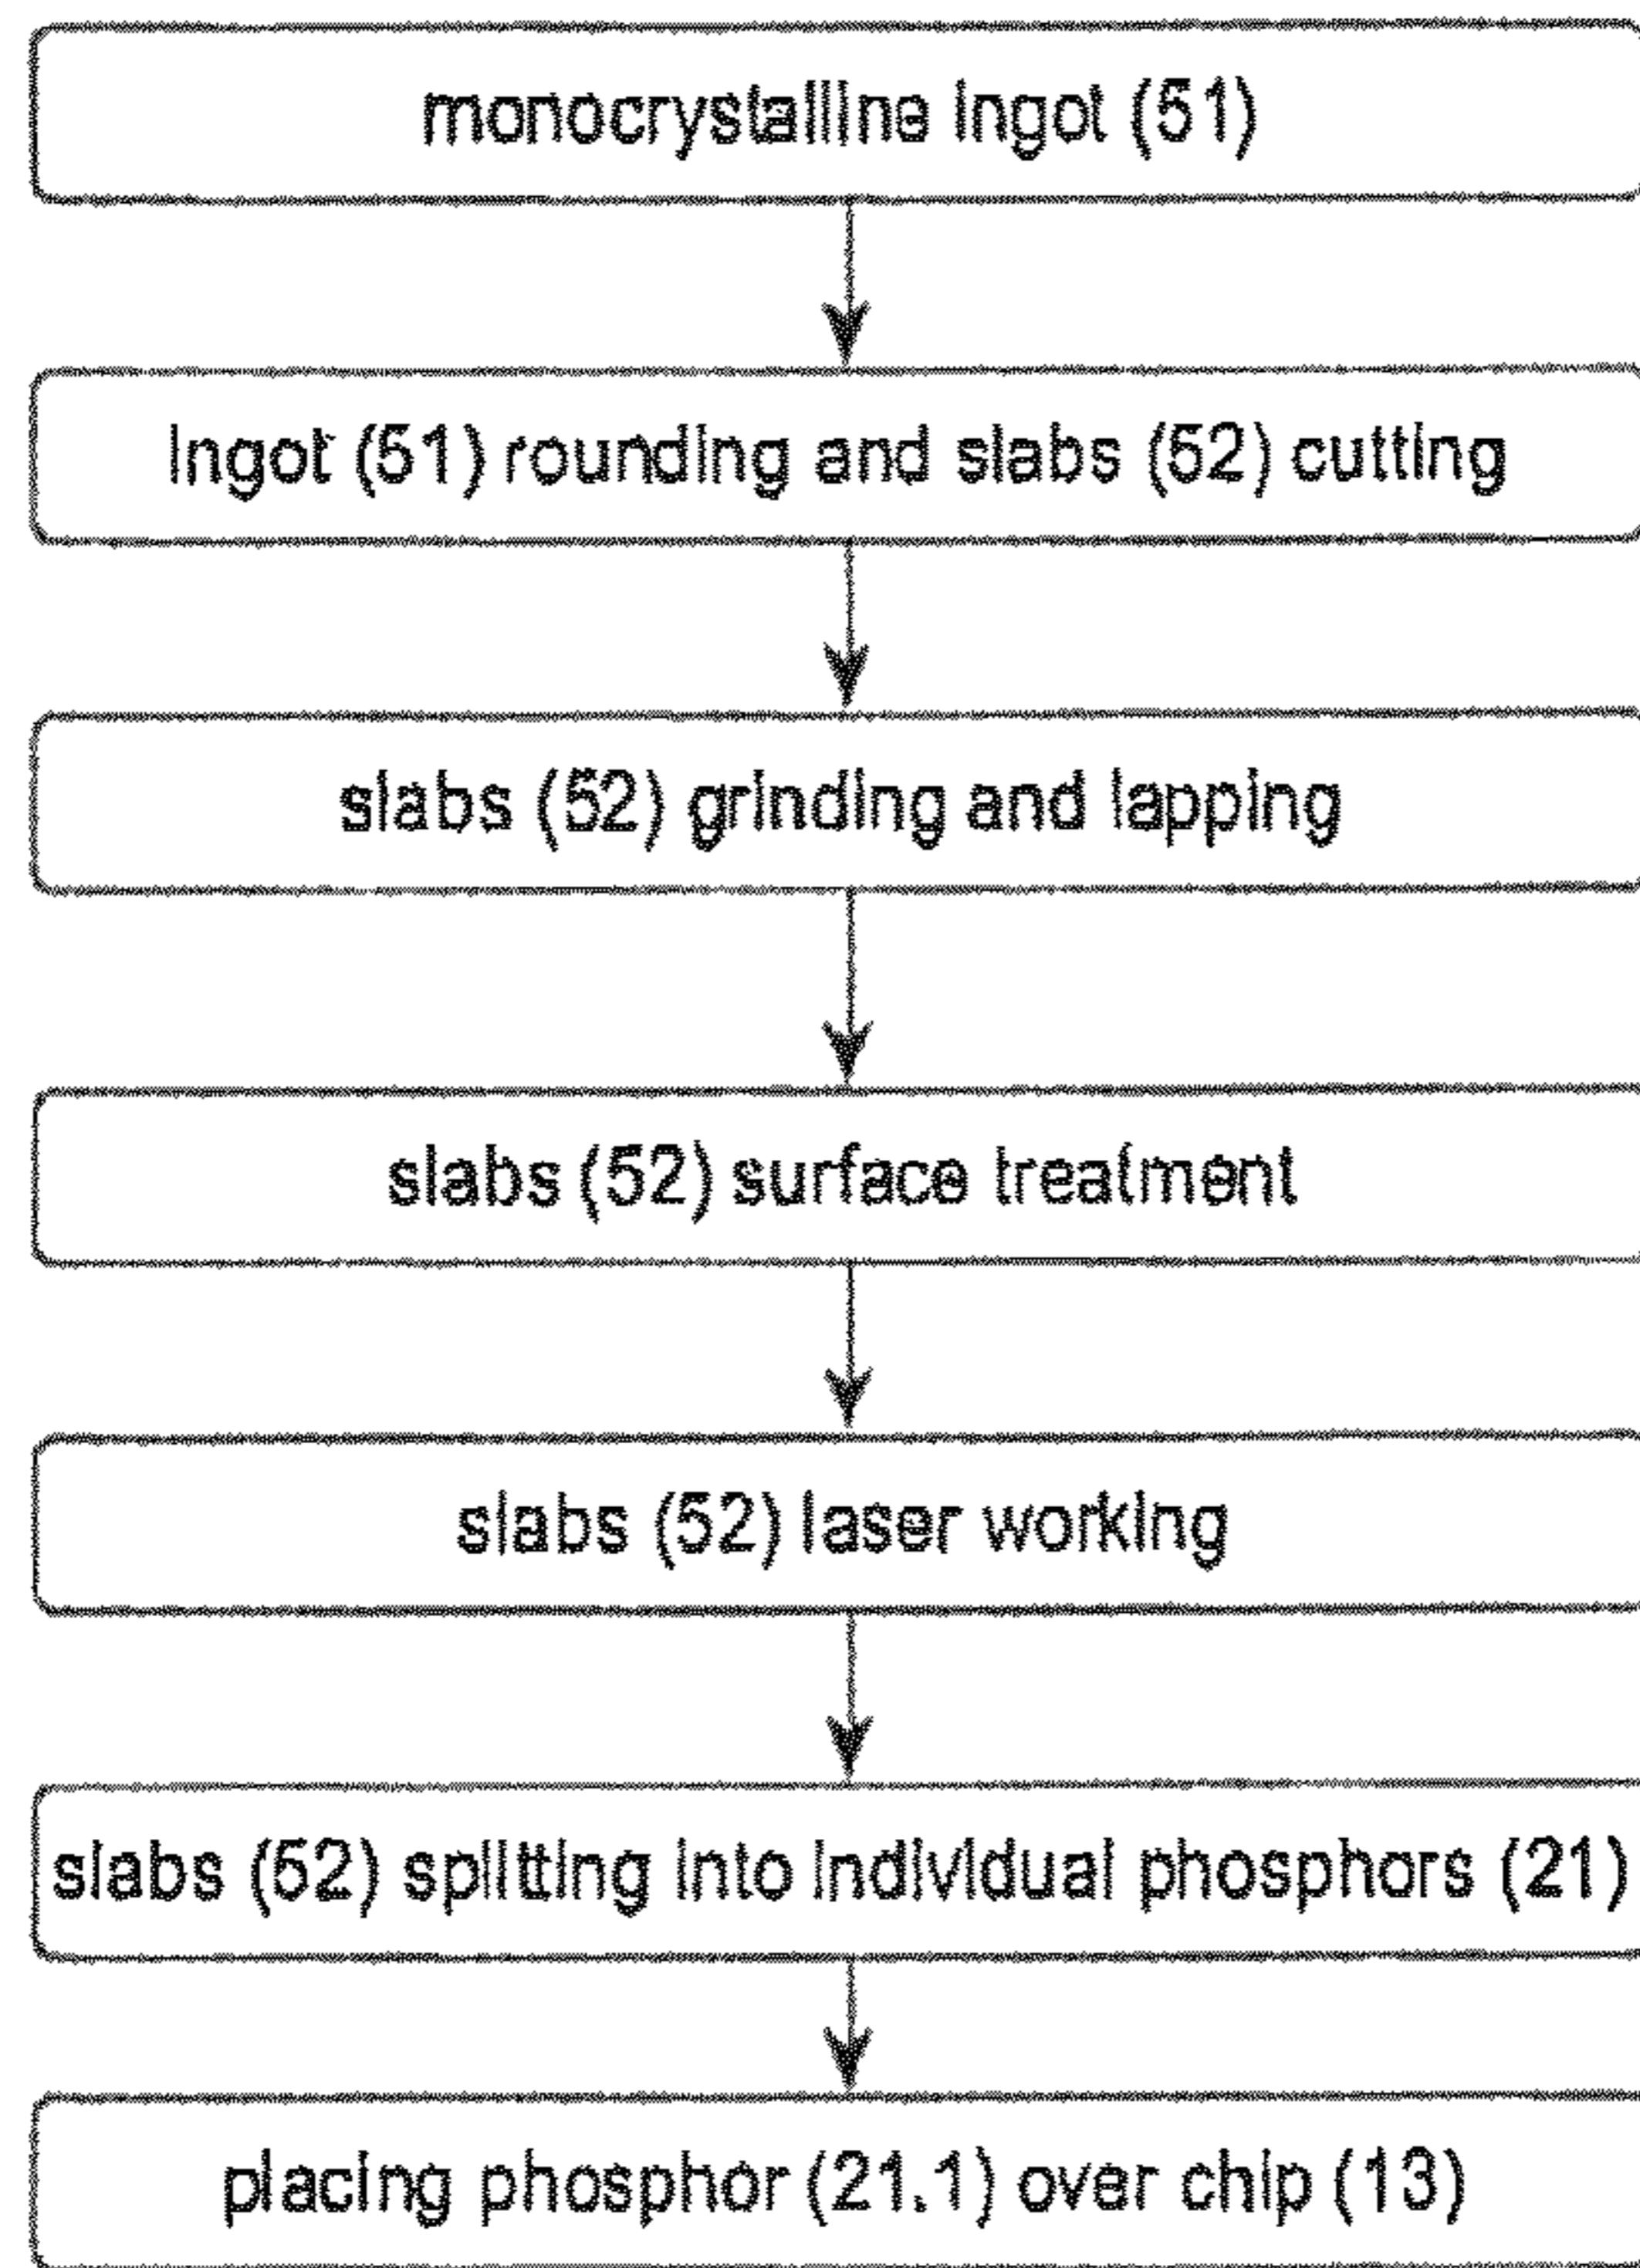 monocrystalline ingot (51)
Ingot (51) rounding and slabs (52) cutting
slabs (52) grinding and lapping
slabs (52) surface treatment
slabs (52) laser working
slabs (52) splitting into individual phosphors (21)
placing phosphor (21.1) over chip (13)